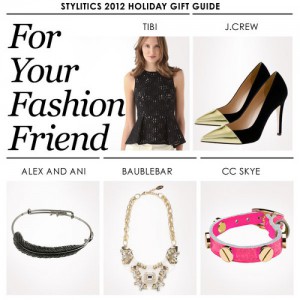 STYLITICS 2012 HOLIDAY GIFT GUIDE
For
Your
Fashion
Friend
TIBI
J.CREW
ALEX AND ANI
BAUBLEBAR
CC SKYE